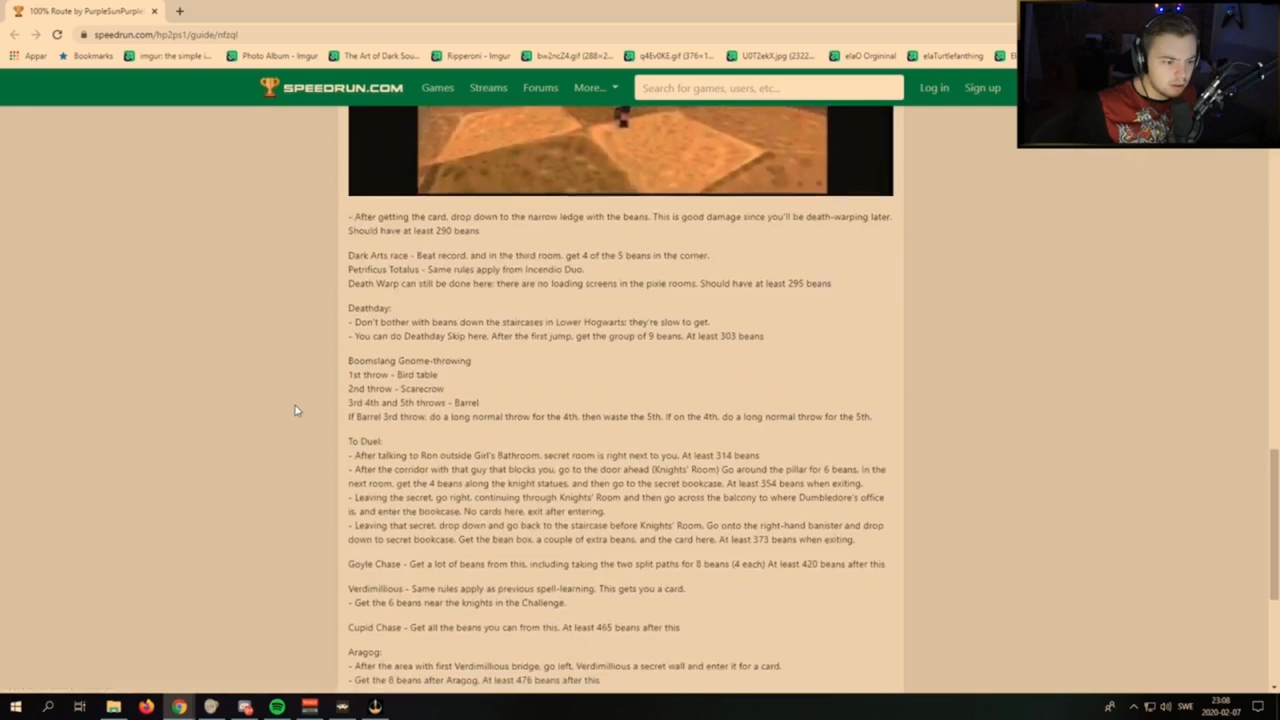 100% Route by PurpleSunPurple
speedrun.com/hp2ps1/guide/nfzql
Appar
Bookmarks
imgur: the simple i...
Photo Album - Imgur
The Art of Dark Sou...
Ripperoni - Imgur
bw2ncZ4.gif (288×2...
q4Ev0KE.gif (376×1...
U0T2ekX.jpg (2322...
elaO Orgininal
elaTurtlefanthing
SPEEDRUN.COM
Games
Streams
Forums
More...
Search for games, users, etc...
Log in
Sign up
- After getting the card, drop down to the narrow ledge with the beans. This is good damage since you'll be death-warping later.
Should have at least 290 beans
Dark Arts race - Beat record, and in the third room, get 4 of the 5 beans in the corner.
Petrificus Totalus - Same rules apply from Incendio Duo.
Death Warp can still be done here; there are no loading screens in the pixie rooms. Should have at least 295 beans
Deathday:
- Don't bother with beans down the staircases in Lower Hogwarts; they're slow to get.
- You can do Deathday Skip here. After the first jump, get the group of 9 beans. At least 303 beans
Boomslang Gnome-throwing
1st throw - Bird table
2nd throw - Scarecrow
3rd 4th and 5th throws - Barrel
If Barrel 3rd throw, do a long normal throw for the 4th, then waste the 5th. If on the 4th, do a long normal throw for the 5th.
To Duel:
- After talking to Ron outside Girl's Bathroom, secret room is right next to you. At least 314 beans
- After the corridor with that guy that blocks you, go to the door ahead (Knights' Room) Go around the pillar for 6 beans. In the
next room, get the 4 beans along the knight statues, and then go to the secret bookcase. At least 354 beans when exiting.
- Leaving the secret, go right, continuing through Knights' Room and then go across the balcony to where Dumbledore's office
is, and enter the bookcase. No cards here, exit after entering.
- Leaving that secret, drop down and go back to the staircase before Knights' Room. Go onto the right-hand banister and drop
down to secret bookcase. Get the bean box, a couple of extra beans, and the card here. At least 373 beans when exiting.
Goyle Chase - Get a lot of beans from this, including taking the two split paths for 8 beans (4 each) At least 420 beans after this
Verdimillious - Same rules apply as previous spell-learning. This gets you a card.
- Get the 6 beans near the knights in the Challenge.
Cupid Chase - Get all the beans you can from this. At least 465 beans after this
Aragog:
- After the area with first Verdimillious bridge, go left, Verdimillious a secret wall and enter it for a card.
- Get the 8 beans after Aragog. At least 476 beans after this
SWE
23:08
2020-02-07